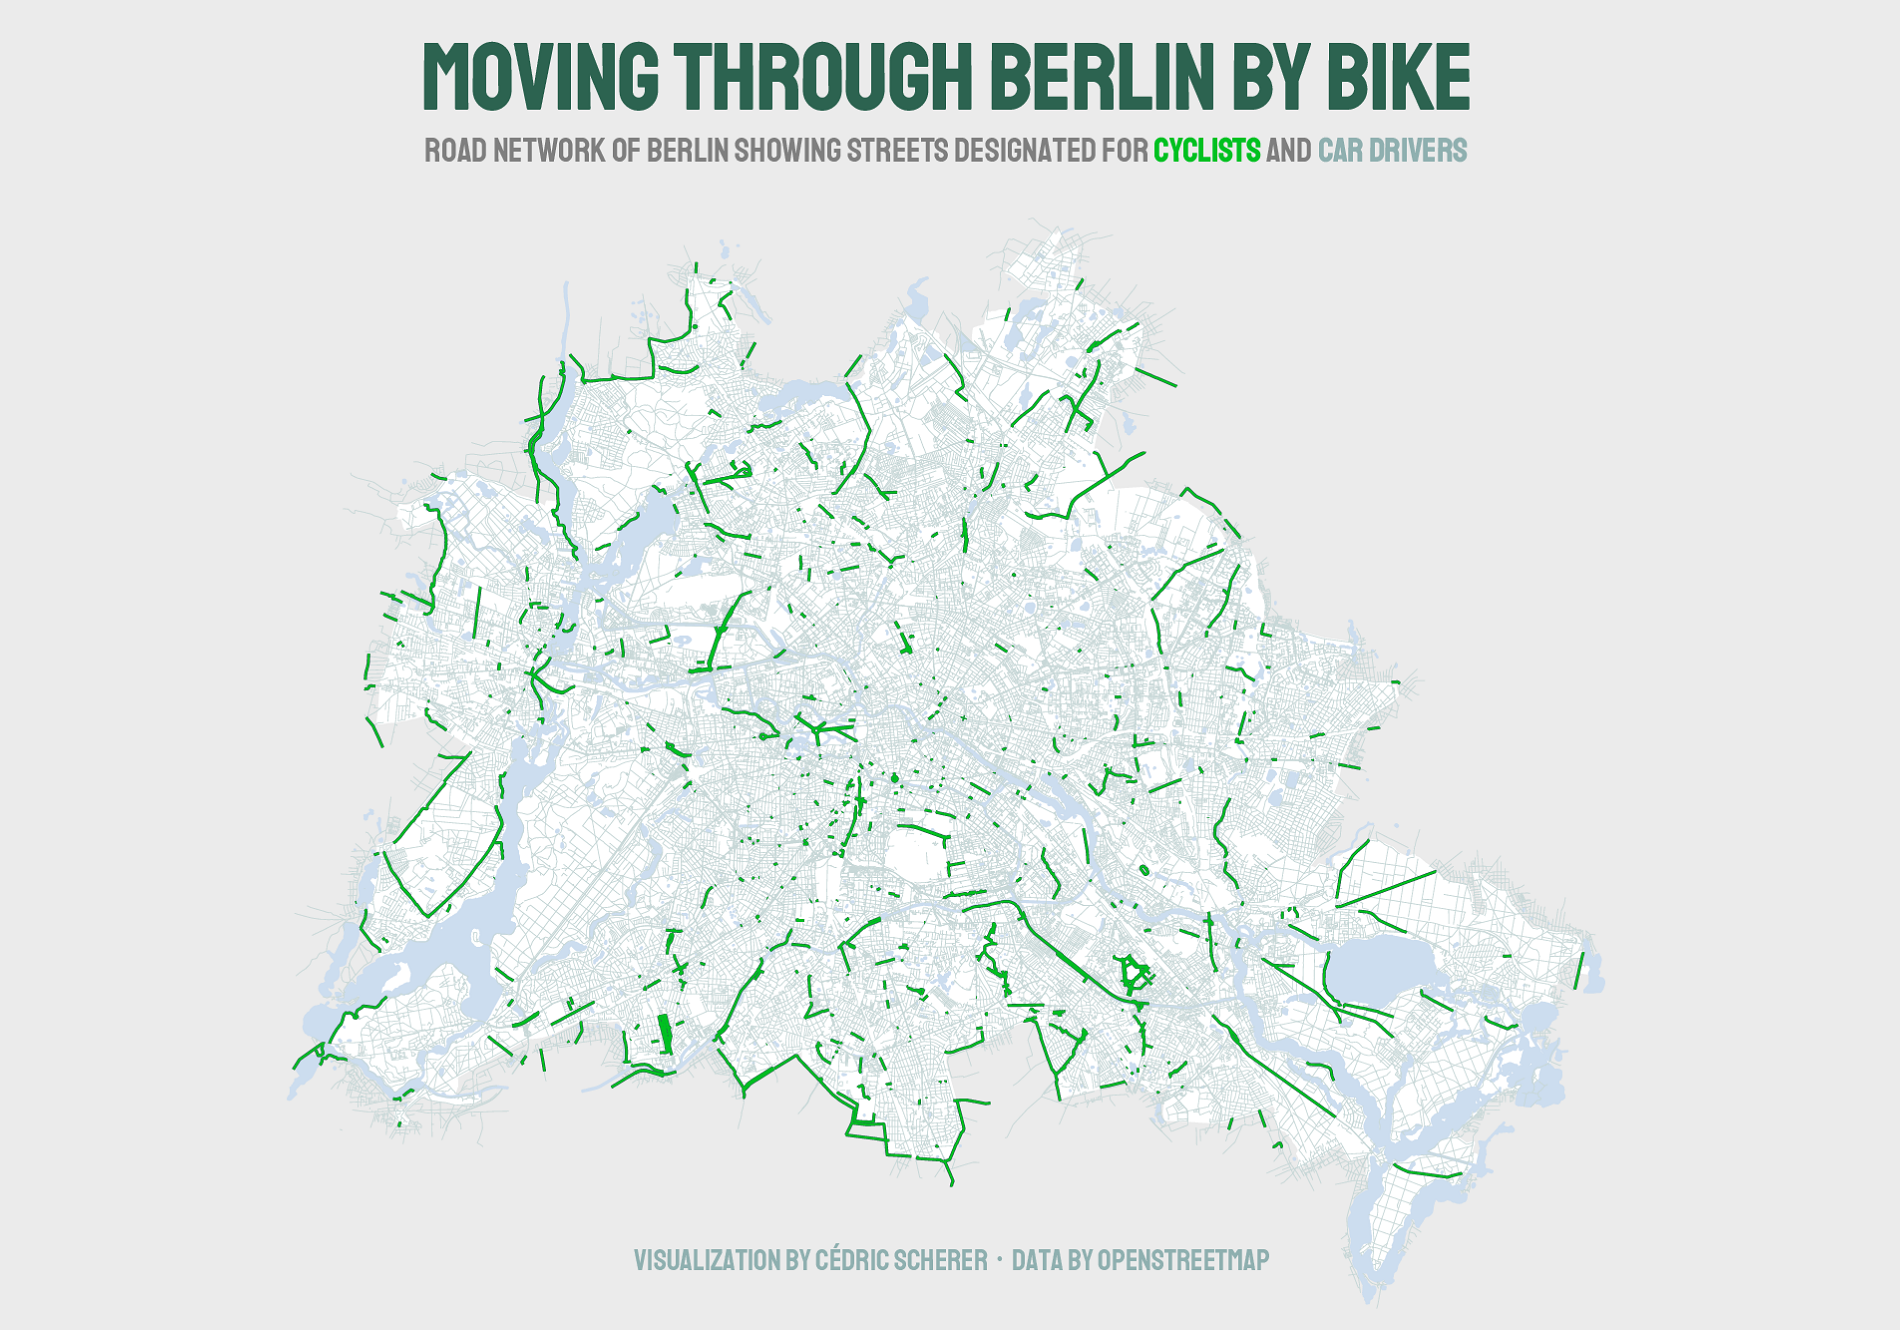 MOVING THROUGH BERLIN BY BIKE
ROAD NETWORK OF BERLIN SHOWING STREETS DESIGNATED FOR CYCLISTS AND CAR DRIVERS
VISUALIZATION BY CÉDRIC SCHERER • DATA BY OPENSTREETMAP